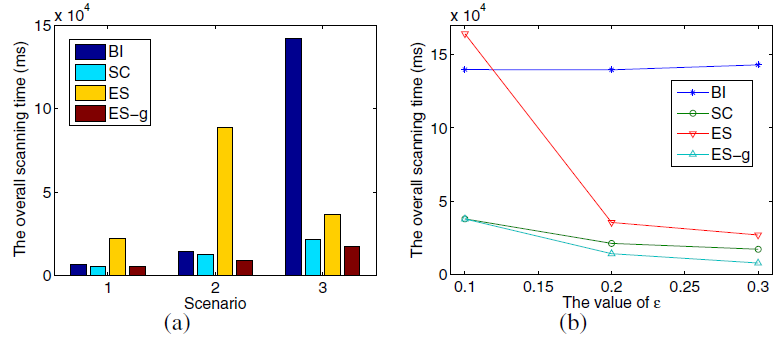 x 10^4
15
10
5
0
The overall scanning time (ms)
BI
SC
ES
ES-g
1 2 3
Scenario
(a)
x 10^4
15
10
5
0
The overall scanning time (ms)
BI
SC
ES
ES-g
0.1 0.15 0.2 0.25 0.3
The value of ε
(b)